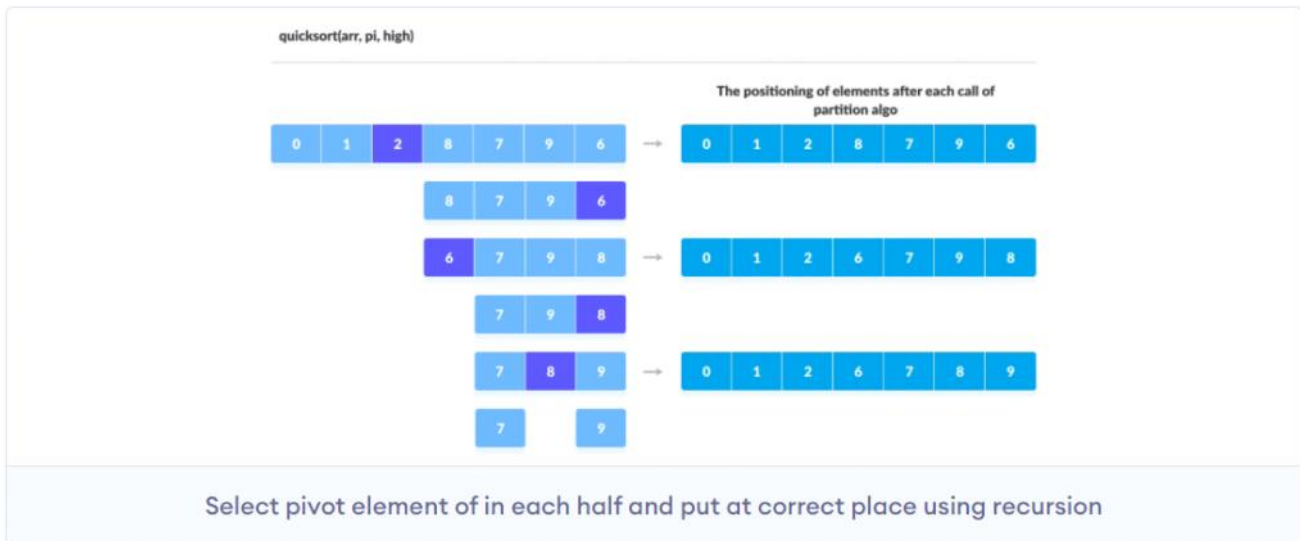 quicksort(arr, pi, high)
The positioning of elements after each call of
partition algo
0 1 2 8 7 9 6 → 0 1 2 8 7 9 6
8 7 9 6
6 7 9 8 → 0 1 2 6 7 9 8
7 9 8
7 8 9 → 0 1 2 6 7 8 9
7 9
Select pivot element of in each half and put at correct place using recursion